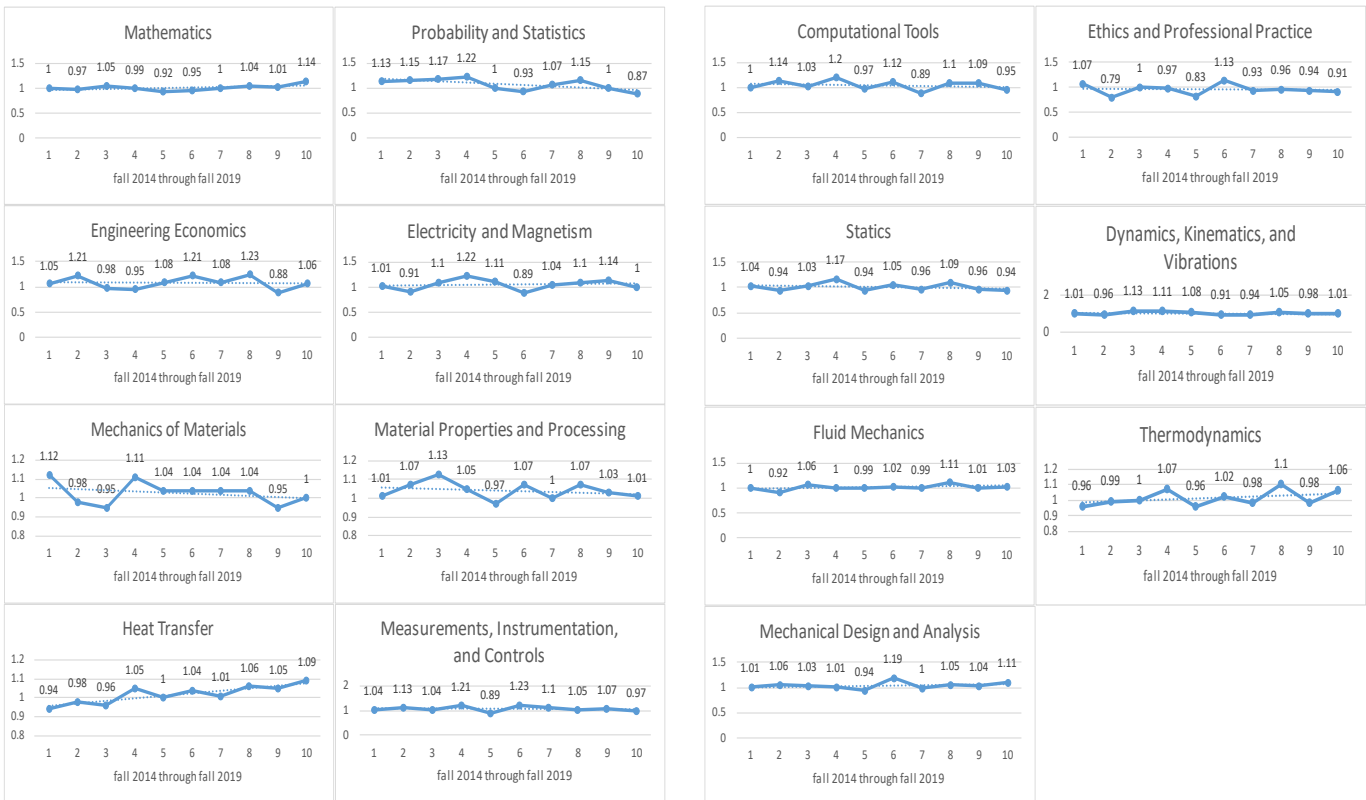 Mathematics
1 0.97 1.05 0.99 0.92 0.95 1 1.04 1.01 1.14
1.5
1
0.5
0
1 2 3 4 5 6 7 8 9 10
fall 2014 through fall 2019
Probability and Statistics
1.13 1.15 1.17 1.22 1 0.93 1.07 1.15 1 0.87
1.5
1
0.5
0
1 2 3 4 5 6 7 8 9 10
fall 2014 through fall 2019
Computational Tools
1 1.14 1.03 1.2 0.97 1.12 0.89 1.1 1.09 0.95
1.5
1
0.5
0
1 2 3 4 5 6 7 8 9 10
fall 2014 through fall 2019
Ethics and Professional Practice
1.07 0.79 1 0.97 0.83 1.13 0.93 0.96 0.94 0.91
1.5
1
0.5
0
1 2 3 4 5 6 7 8 9 10
fall 2014 through fall 2019
Engineering Economics
1.05 1.21 0.98 0.95 1.08 1.21 1.08 1.23 0.88 1.06
1.5
1
0.5
0
1 2 3 4 5 6 7 8 9 10
fall 2014 through fall 2019
Electricity and Magnetism
1.01 0.91 1.1 1.22 1.11 0.89 1.04 1.1 1.14 1
1.5
1
0.5
0
1 2 3 4 5 6 7 8 9 10
fall 2014 through fall 2019
Statics
1.04 0.94 1.03 1.17 0.94 1.05 0.96 1.09 0.96 0.94
1.5
1
0.5
0
1 2 3 4 5 6 7 8 9 10
fall 2014 through fall 2019
Dynamics, Kinematics, and
Vibrations
1.01 0.96 1.13 1.11 1.08 0.91 0.94 1.05 0.98 1.01
2
0
1 2 3 4 5 6 7 8 9 10
fall 2014 through fall 2019
Mechanics of Materials
1.12 0.98 0.95 1.11 1.04 1.04 1.04 1.04 0.95 1
1.2
1.1
1
0.9
0.8
1 2 3 4 5 6 7 8 9 10
fall 2014 through fall 2019
Material Properties and Processing
1.01 1.07 1.13 1.05 0.97 1.07 1 1.07 1.03 1.01
1.2
1.1
1
0.9
0.8
1 2 3 4 5 6 7 8 9 10
fall 2014 through fall 2019
Fluid Mechanics
1 0.92 1.06 1 0.99 1.02 0.99 1.11 1.01 1.03
1.5
1
0.5
0
1 2 3 4 5 6 7 8 9 10
fall 2014 through fall 2019
Thermodynamics
0.96 0.99 1 1.07 0.96 1.02 0.98 1.1 0.98 1.06
1.2
1.1
1
0.9
0.8
1 2 3 4 5 6 7 8 9 10
fall 2014 through fall 2019
Heat Transfer
0.94 0.98 0.96 1.05 1 1.04 1.01 1.06 1.05 1.09
1.2
1.1
1
0.9
0.8
1 2 3 4 5 6 7 8 9 10
fall 2014 through fall 2019
Measurements, Instrumentation,
and Controls
1.04 1.13 1.04 1.21 0.89 1.23 1.1 1.05 1.07 0.97
2
1
0
1 2 3 4 5 6 7 8 9 10
fall 2014 through fall 2019
Mechanical Design and Analysis
1.01 1.06 1.03 1.01 0.94 1.19 1 1.05 1.04 1.11
1.5
1
0.5
0
1 2 3 4 5 6 7 8 9 10
fall 2014 through fall 2019